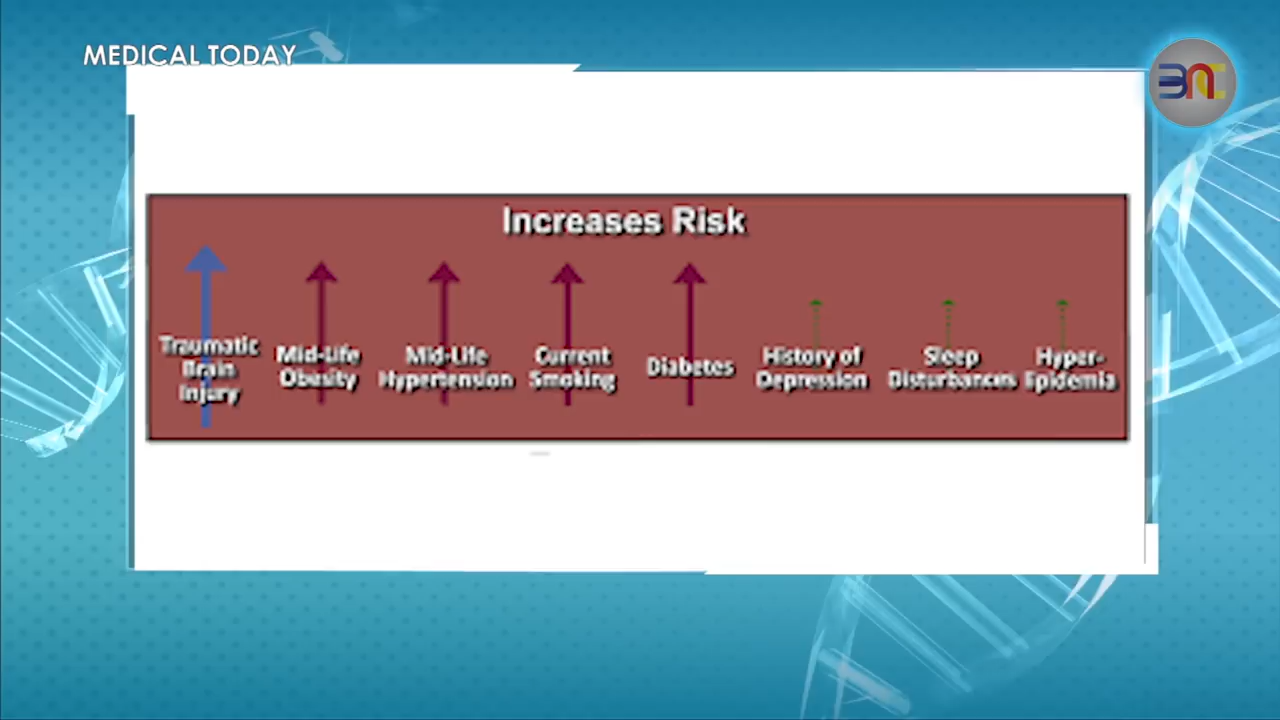 MEDICAL TODAY
BNC
Increases Risk
Traumatic
Brain
Injury
Mid-Life
Obesity
Mid-Life
Hypertension
Current
Smoking
Diabetes
History of
Depression
Sleep
Disturbances
Hyper-
lipidemia